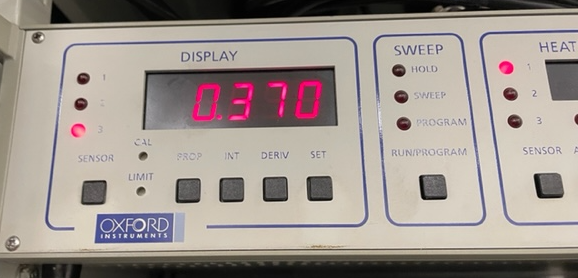 DISPLAY
1
2
3
0.370
CAL
SENSOR
PROP
INT
DERIV
SET
LIMIT
OXFORD
INSTRUMENTS
SWEEP
HOLD
SWEEP
PROGRAM
RUN/PROGRAM
HEAT
1
2
3
SENSOR
A